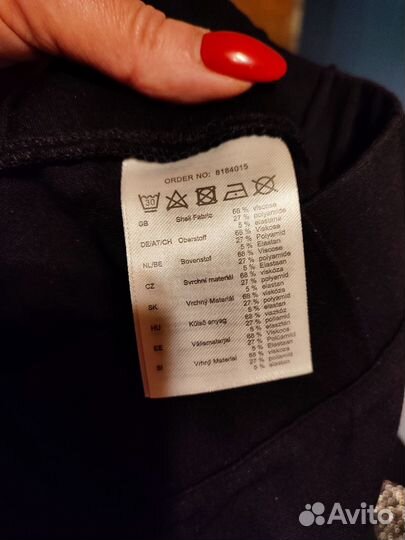 ORDER NO: 8184015
30
GB Shell Fabric 68 % viscose
27 % polyamide
5 % elastane
DE/AT/CH Oberstoff 68 % Viskose
27 % Polyamid
5 % Elastan
NL/BE Bovenstof 68 % Viscose
27 % polyamide
5 % Elastaan
CZ Svrchní materiál 68 % viskóza
27 % polyamid
5 % elastan
SK Vrchný Materiál 68 % viskóza
27 % polyamid
5 % elastan
HU Külső anyag 68 % viszkóz
27 % poliamid
5 % elasztán
EE Välismaterjal 68 % Viskoos
27 % Polüamiid
5 % Elastaan
SI Vrhnji Material 68 % viskoza
27 % poliamid
5 % elastan
Avito